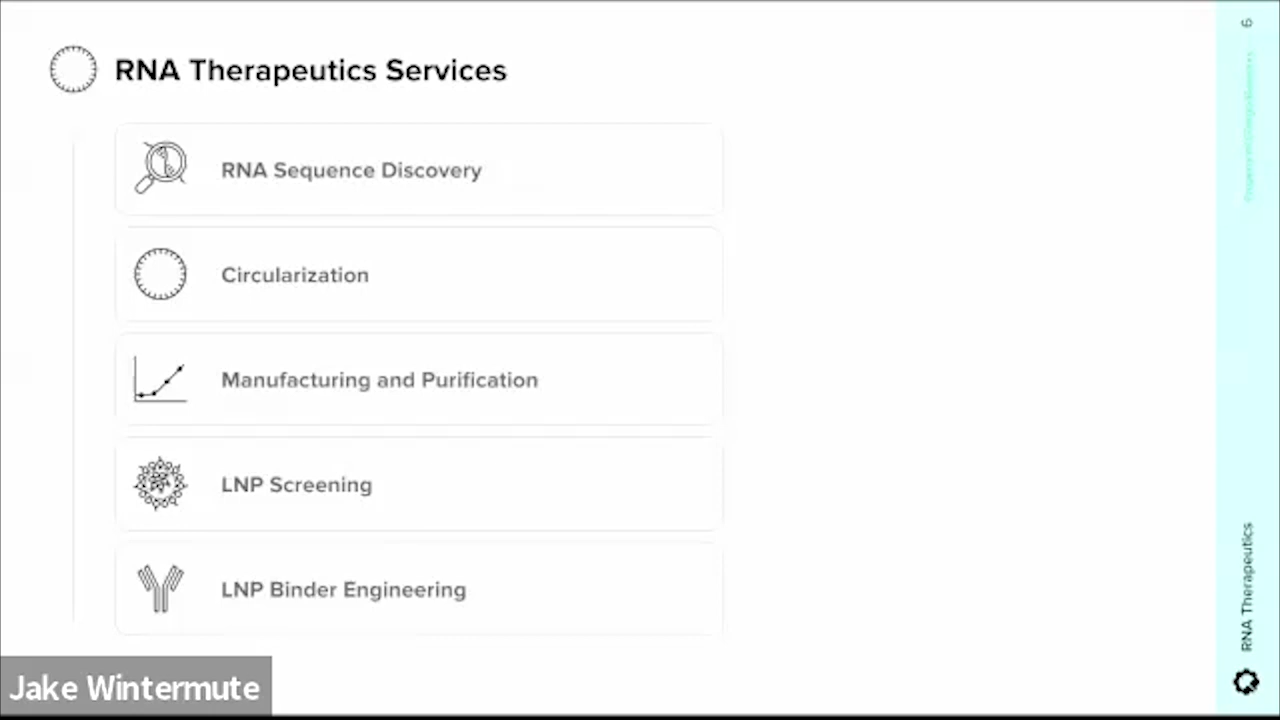 RNA Therapeutics Services
RNA Sequence Discovery
Circularization
Manufacturing and Purification
LNP Screening
LNP Binder Engineering
Jake Wintermute
6
RNA Therapeutics